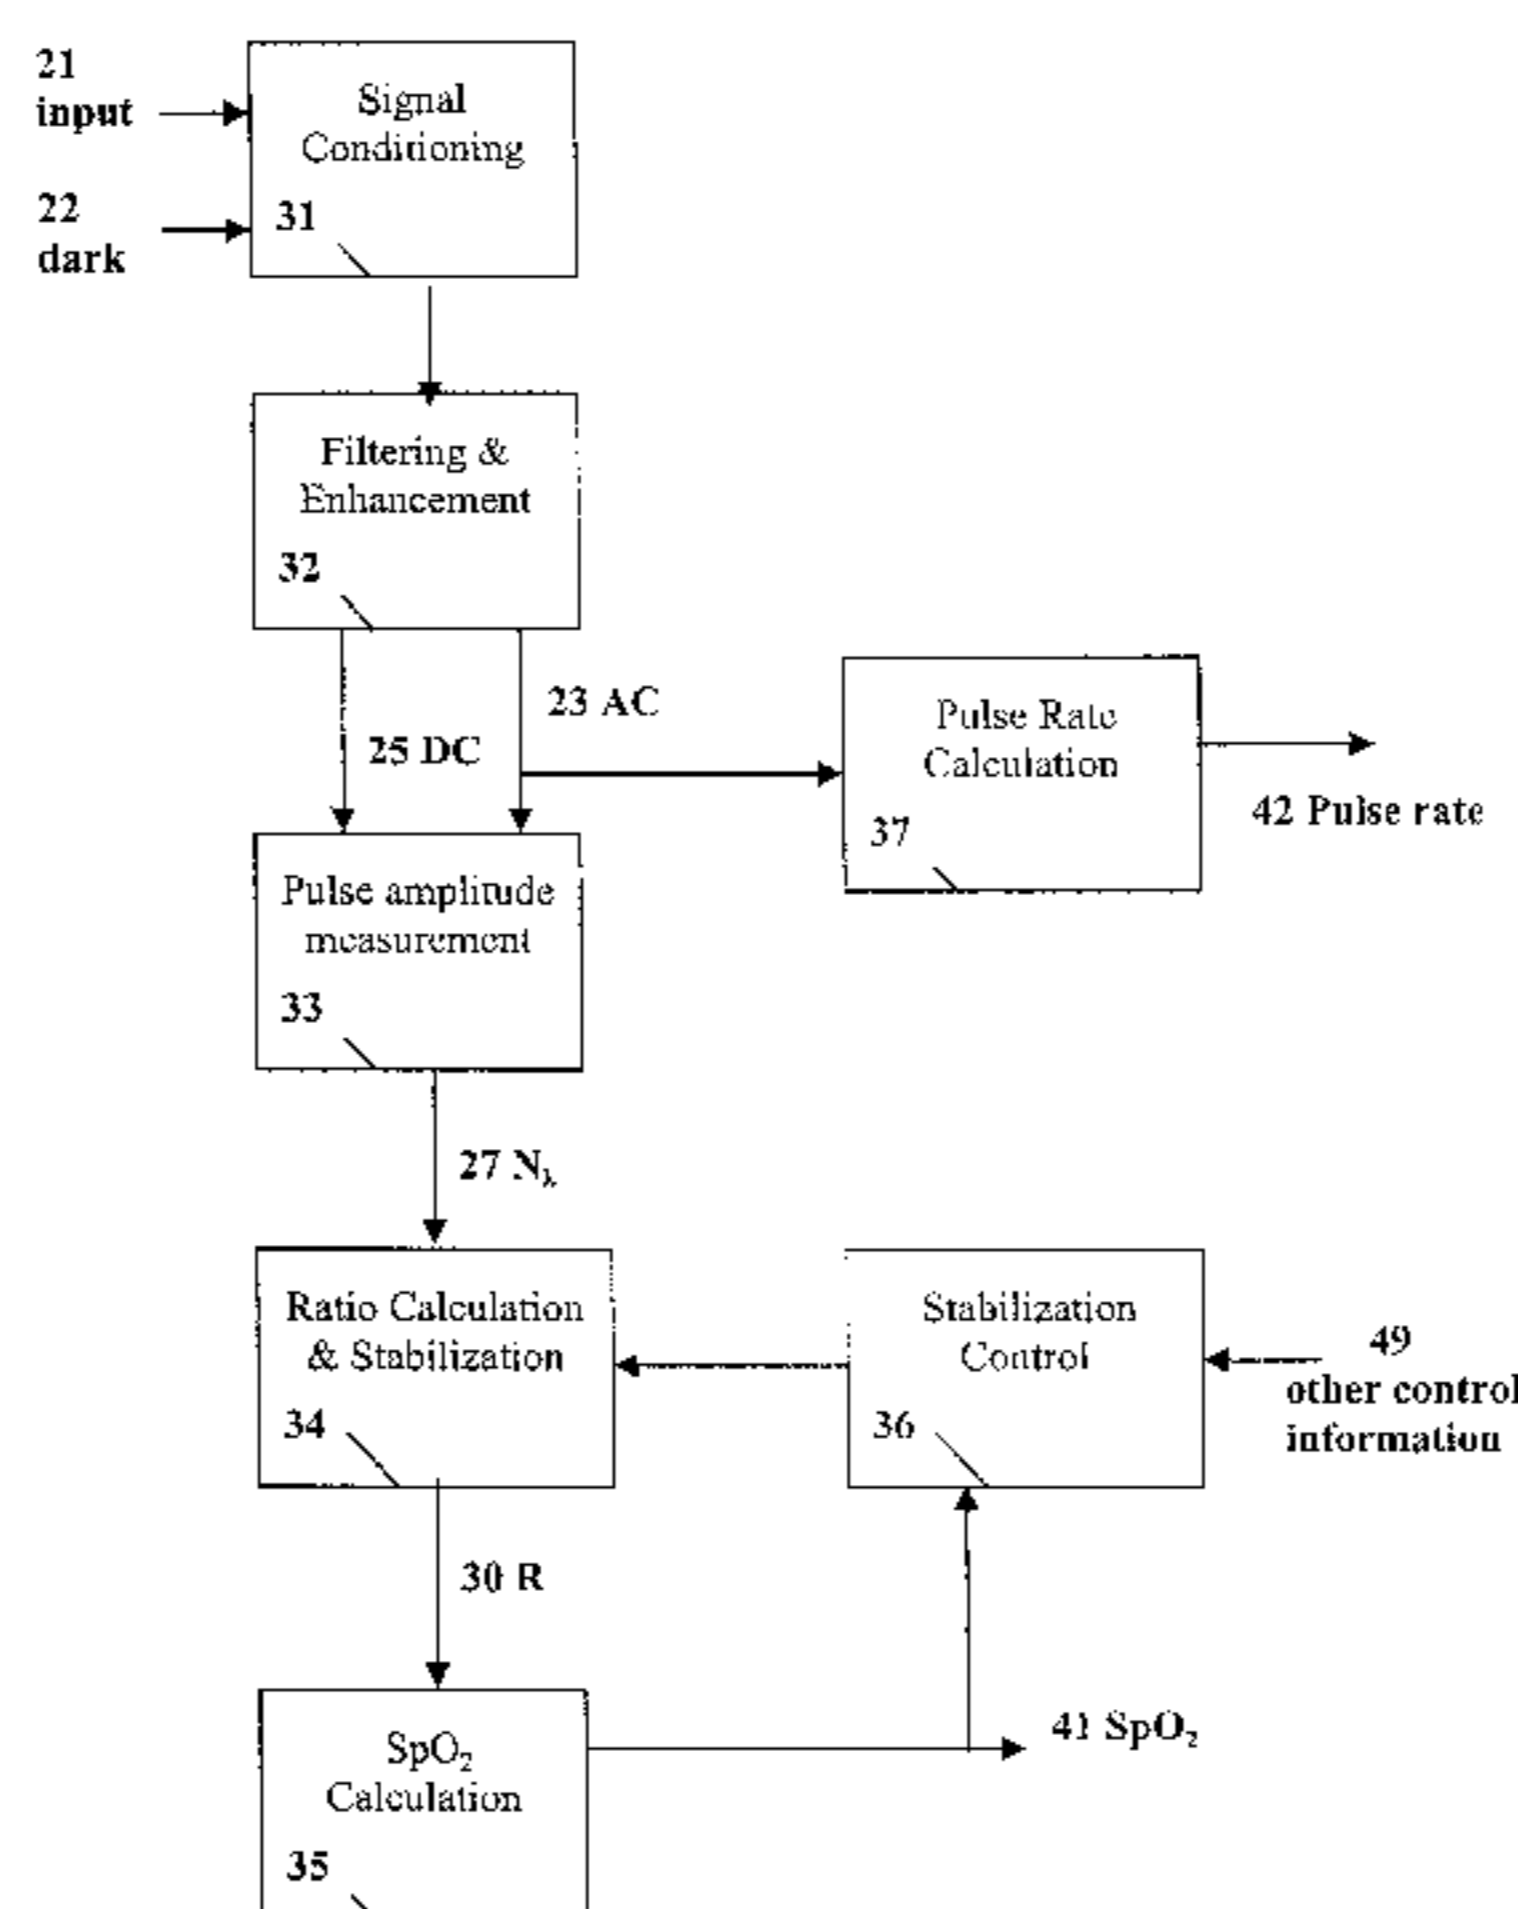 21
input
Signal
Conditioning
31
22
dark
Filtering &
Enhancement
32
23 AC
25 DC
Pulse Rate
Calculation
37
42 Pulse rate
Pulse amplitude
measurement
33
27 Nλ
Ratio Calculation
& Stabilization
34
Stabilization
Control
36
49
other control
information
30 R
SpO₂
Calculation
35
41 SpO₂